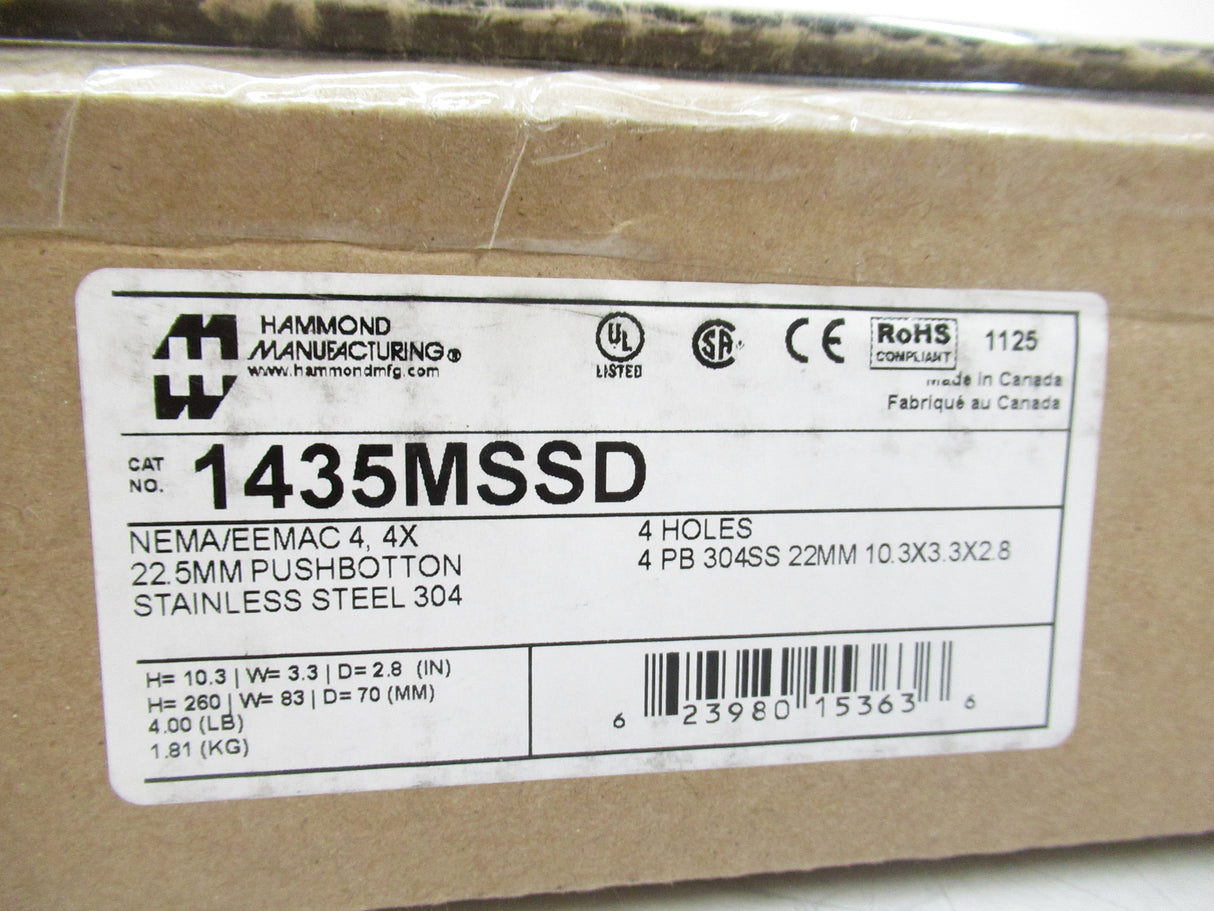 HAMMOND
MANUFACTURING®
www.hammondmfg.com
UL
LISTED
SA
CE
RoHS
COMPLIANT
1125
Made in Canada
Fabriqué au Canada
CAT
NO.
1435MSSD
NEMA/EEMAC 4, 4X
22.5MM PUSHBOTTON
STAINLESS STEEL 304
4 HOLES
4 PB 304SS 22MM 10.3X3.3X2.8
H= 10.3 | W= 3.3 | D= 2.8 (IN)
H= 260 | W= 83 | D= 70 (MM)
4.00 (LB)
1.81 (KG)
6 23980 15363 6